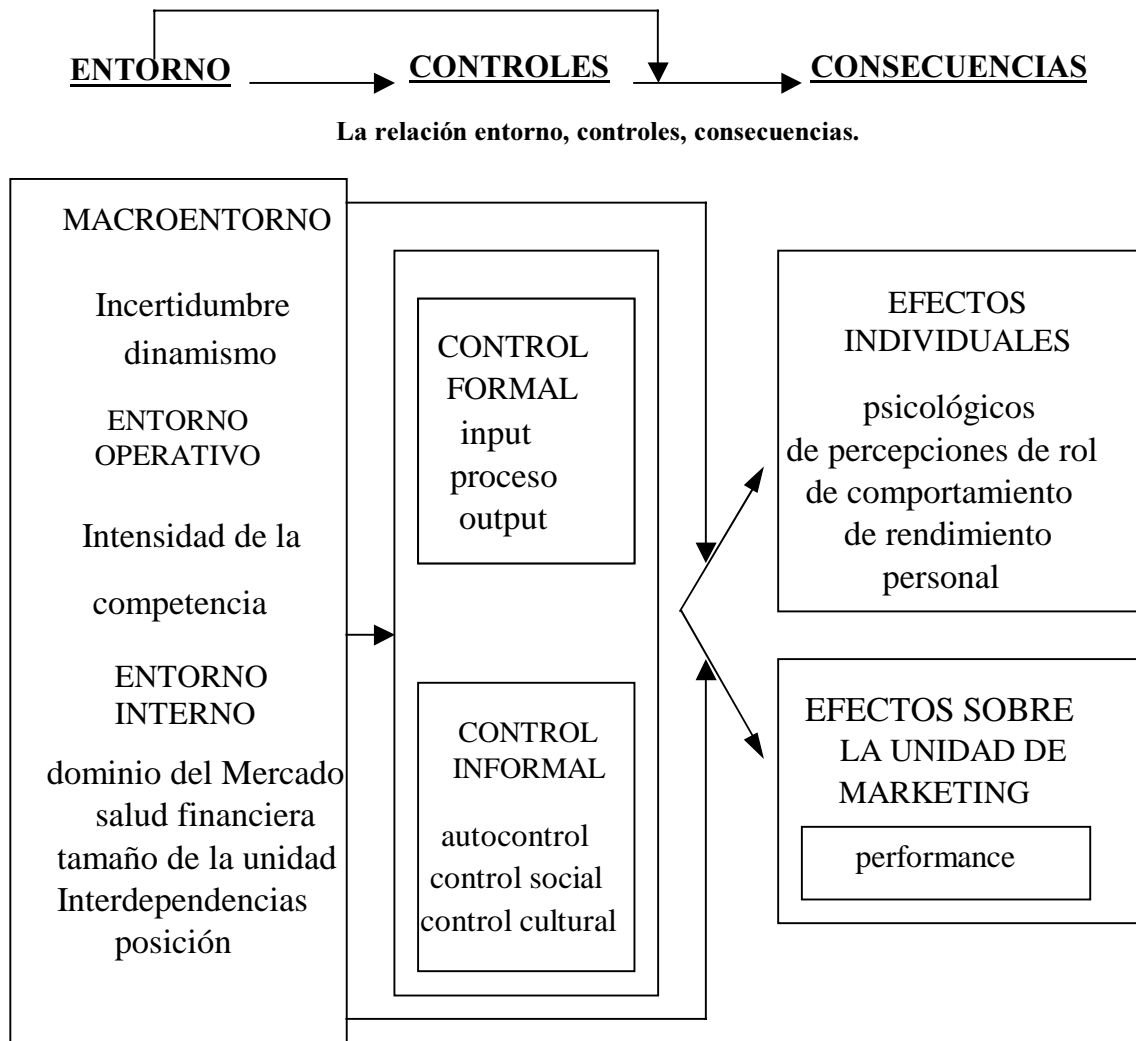 ENTORNO CONTROLES CONSECUENCIAS
La relación entorno, controles, consecuencias.
MACROENTORNO
Incertidumbre
dinamismo
ENTORNO
OPERATIVO
Intensidad de la
competencia
ENTORNO
INTERNO
dominio del Mercado
salud financiera
tamaño de la unidad
Interdependencias
posición
CONTROL
FORMAL
input
proceso
output
CONTROL
INFORMAL
autocontrol
control social
control cultural
EFECTOS
INDIVIDUALES
psicológicos
de percepciones de rol
de comportamiento
de rendimiento
personal
EFECTOS SOBRE
LA UNIDAD DE
MARKETING
performance